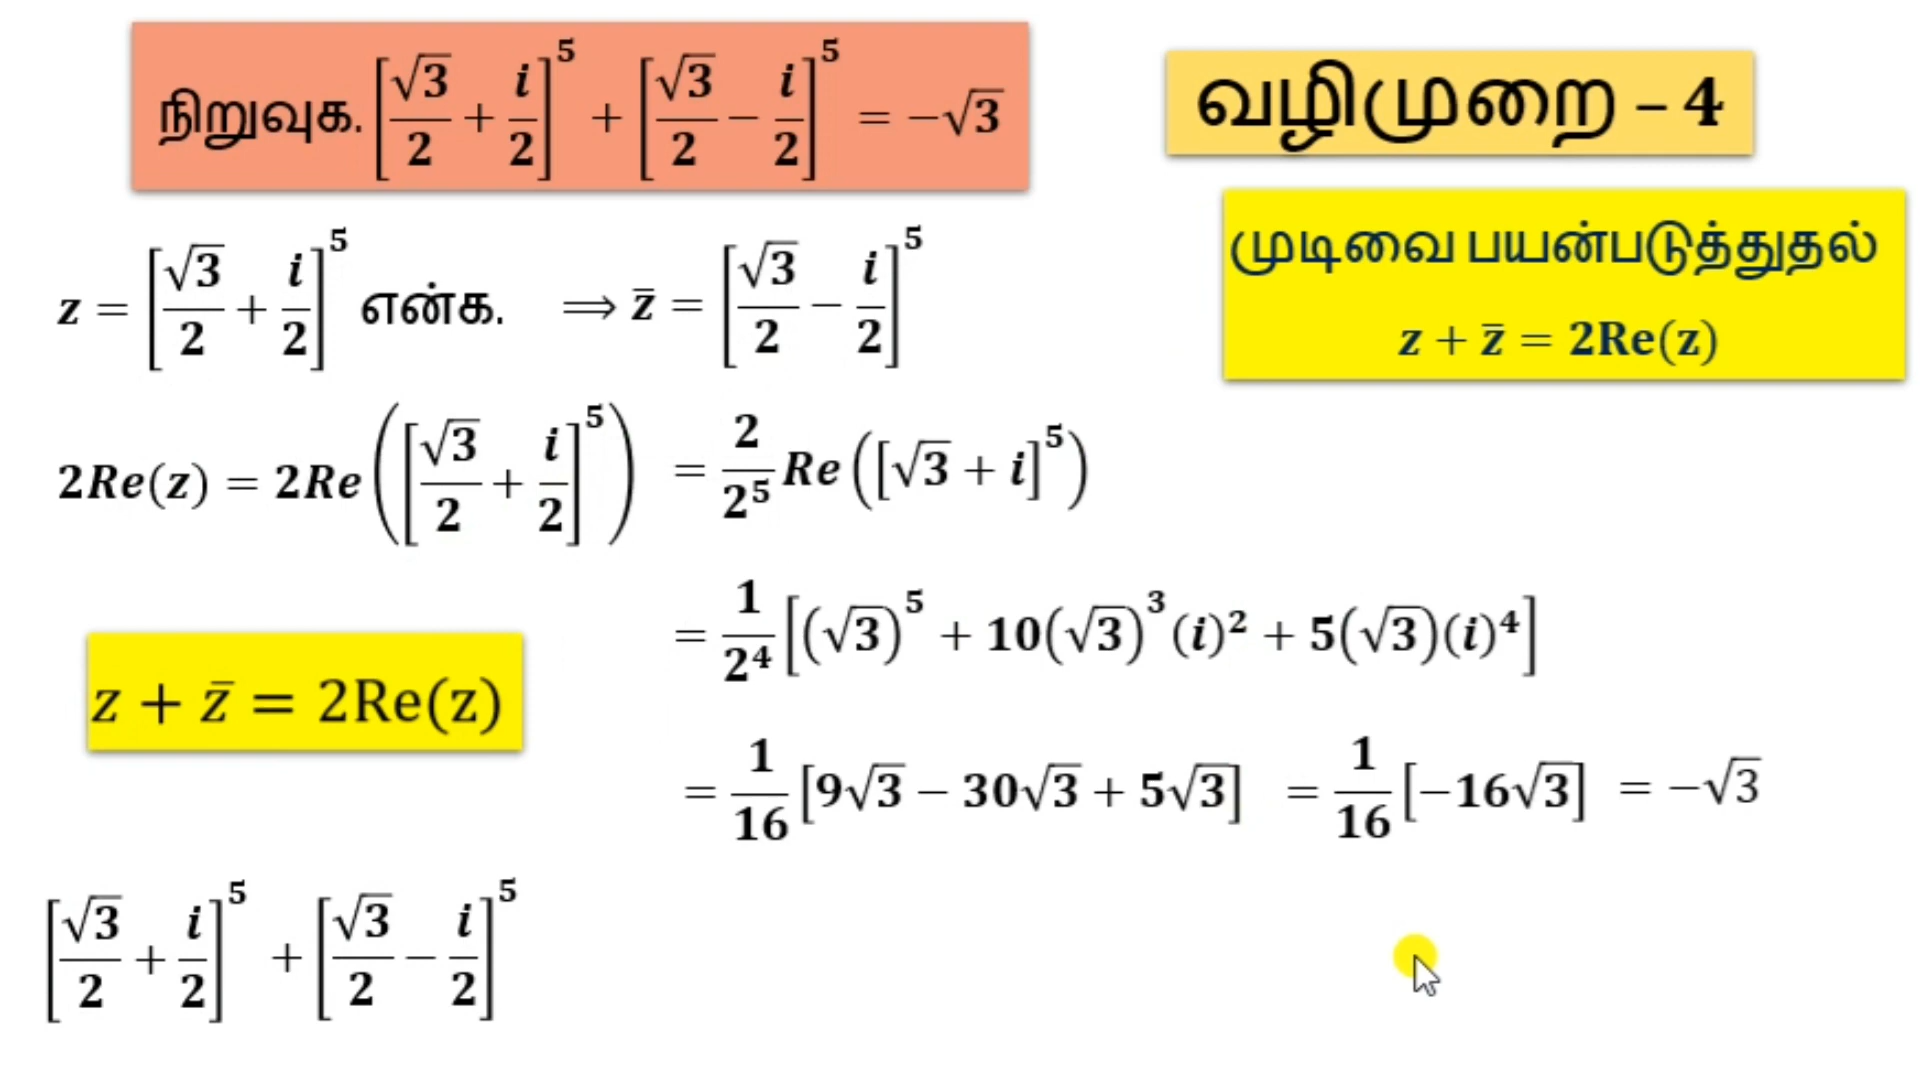 நிறுவுக. [√3/2 + i/2]^5 + [√3/2 − i/2]^5 = −√3
வழிமுறை – 4
முடிவை பயன்படுத்துதல்
z + z̄ = 2Re(z)
z = [√3/2 + i/2]^5 என்க. ⟹ z̄ = [√3/2 − i/2]^5
2Re(z) = 2Re([√3/2 + i/2]^5) = 2/2^5 Re([√3 + i]^5)
= 1/2^4 [(√3)^5 + 10(√3)^3 (i)^2 + 5(√3)(i)^4]
z + z̄ = 2Re(z)
= 1/16 [9√3 − 30√3 + 5√3] = 1/16 [−16√3] = −√3
[√3/2 + i/2]^5 + [√3/2 − i/2]^5